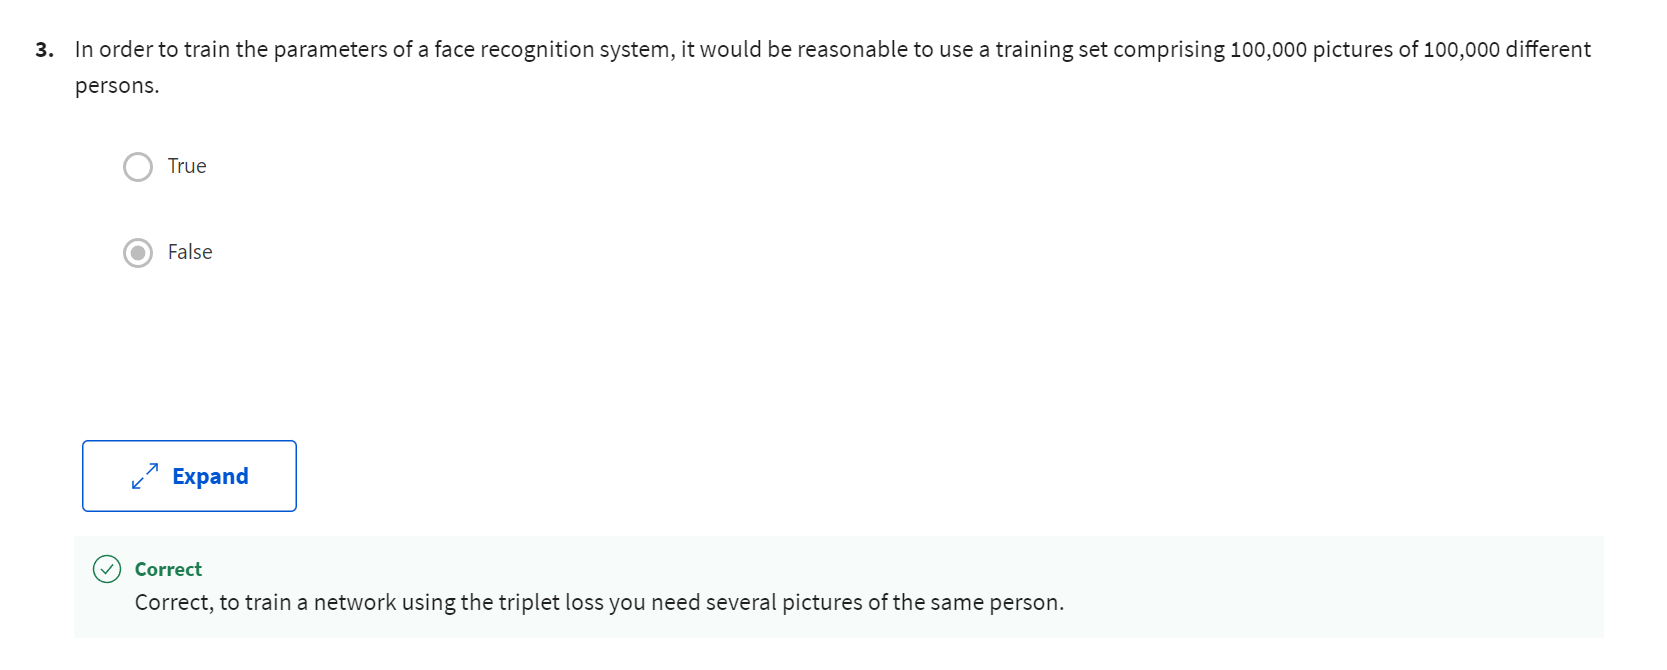 3. In order to train the parameters of a face recognition system, it would be reasonable to use a training set comprising 100,000 pictures of 100,000 different
persons.
True
False
Expand
Correct
Correct, to train a network using the triplet loss you need several pictures of the same person.